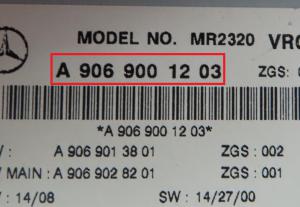 MODEL NO. MR2320 VRC
A 906 900 12 03 ZGS:
*A 906 900 12 03*
: A 906 901 38 01 ZGS : 002
MAIN : A 906 902 82 01 ZGS : 001
: 14/08 SW : 14/27/00